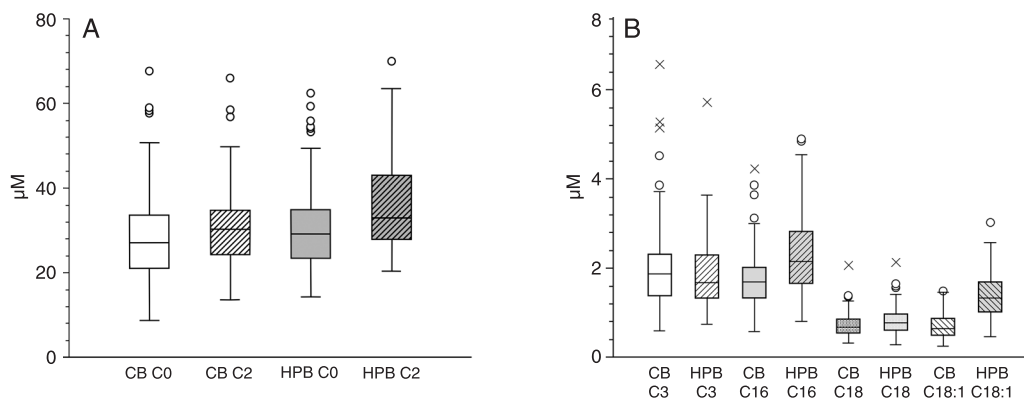 A
µM
80
60
40
20
0
CB C0 CB C2 HPB C0 HPB C2
B
µM
8
6
4
2
0
CB HPB CB HPB CB HPB CB HPB
C3 C3 C16 C16 C18 C18 C18:1 C18:1